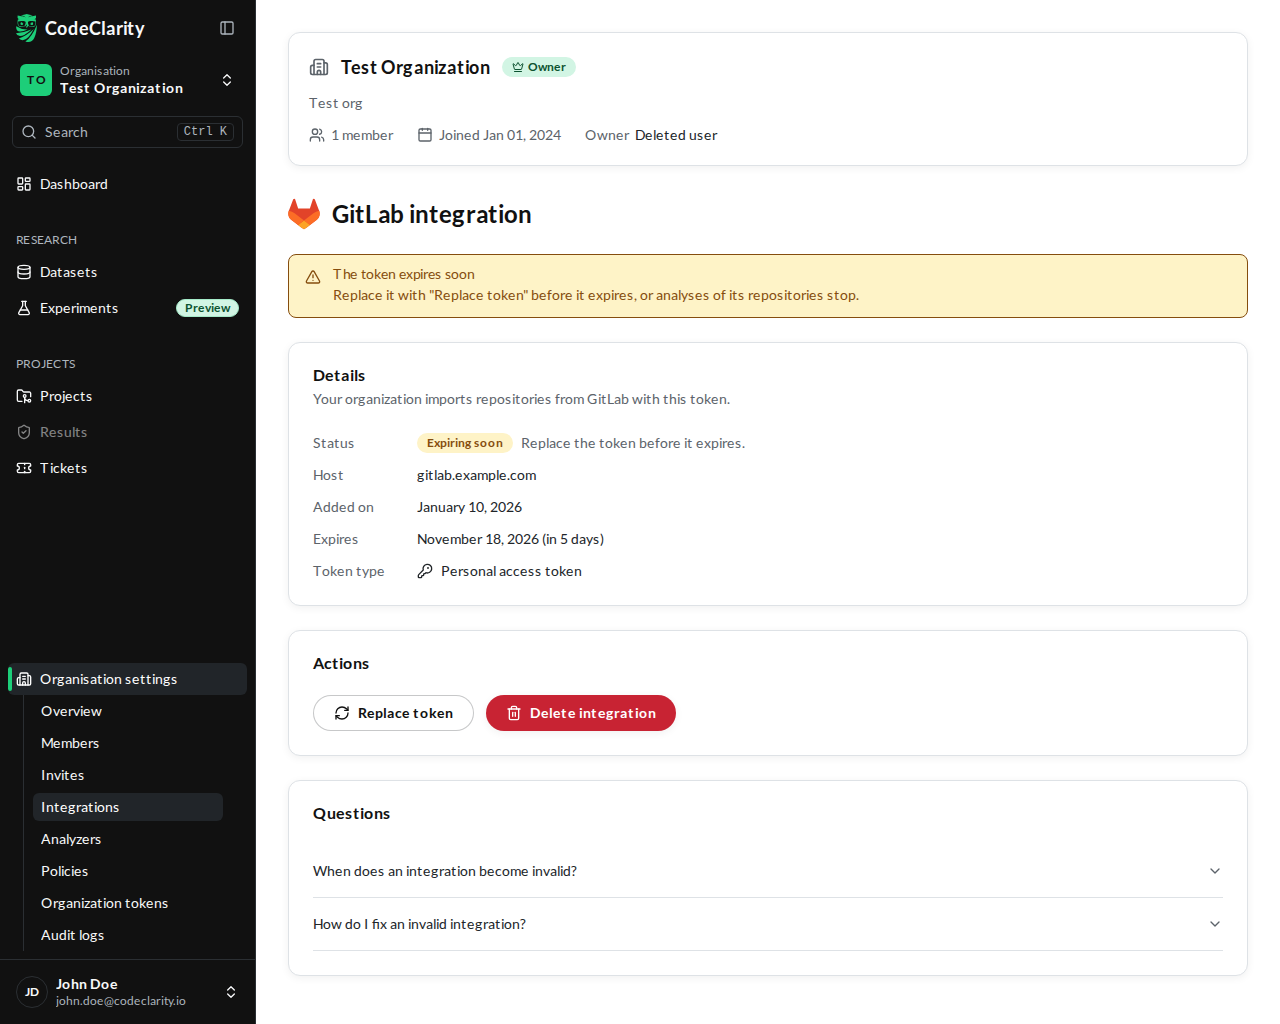 CodeClarity
TO
Organisation
Test Organization
Search
Ctrl K
Dashboard
RESEARCH
Datasets
Experiments
Preview
PROJECTS
Projects
Results
Tickets
Organisation settings
Overview
Members
Invites
Integrations
Analyzers
Policies
Organization tokens
Audit logs
JD
John Doe
john.doe@codeclarity.io
Test Organization
Owner
Test org
1 member
Joined Jan 01, 2024
Owner Deleted user
GitLab integration
The token expires soon
Replace it with "Replace token" before it expires, or analyses of its repositories stop.
Details
Your organization imports repositories from GitLab with this token.
Status
Expiring soon
Replace the token before it expires.
Host
gitlab.example.com
Added on
January 10, 2026
Expires
November 18, 2026 (in 5 days)
Token type
Personal access token
Actions
Replace token
Delete integration
Questions
When does an integration become invalid?
How do I fix an invalid integration?